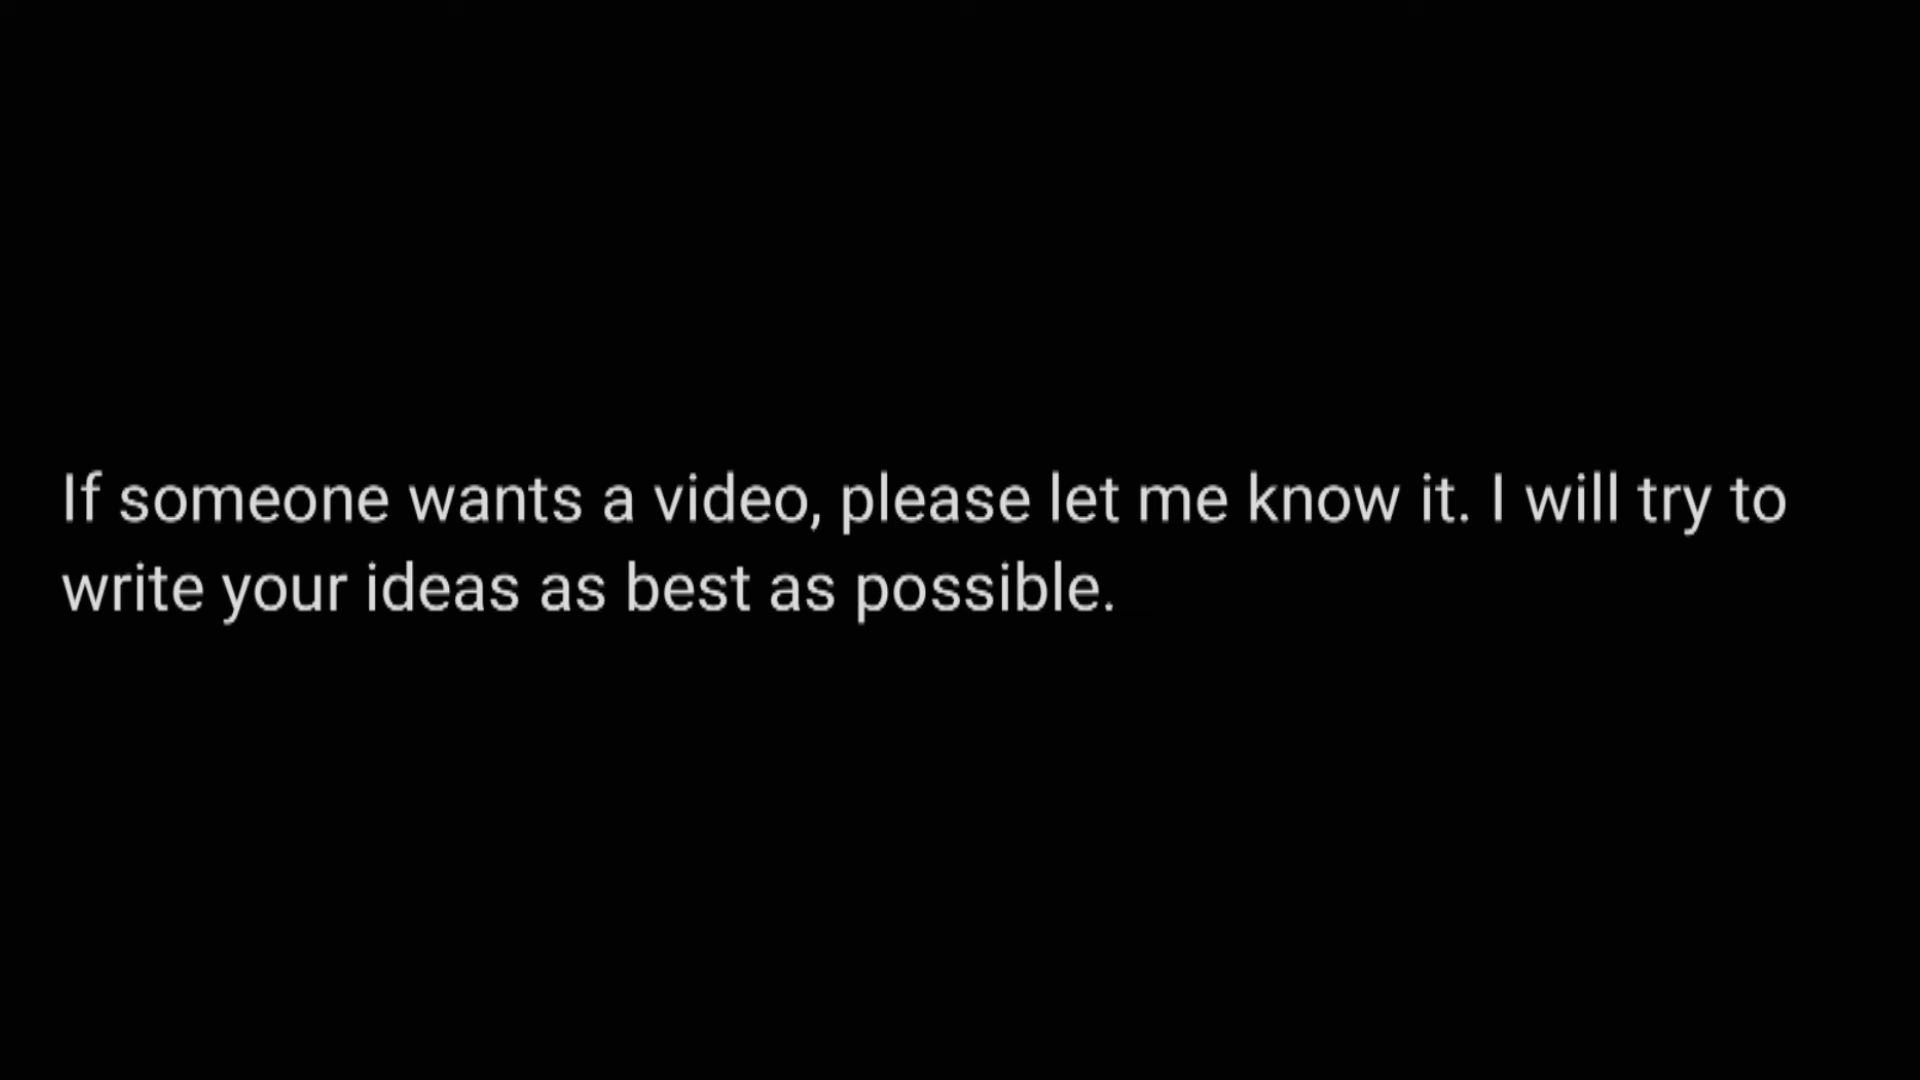 If someone wants a video, please let me know it. I will try to
write your ideas as best as possible.